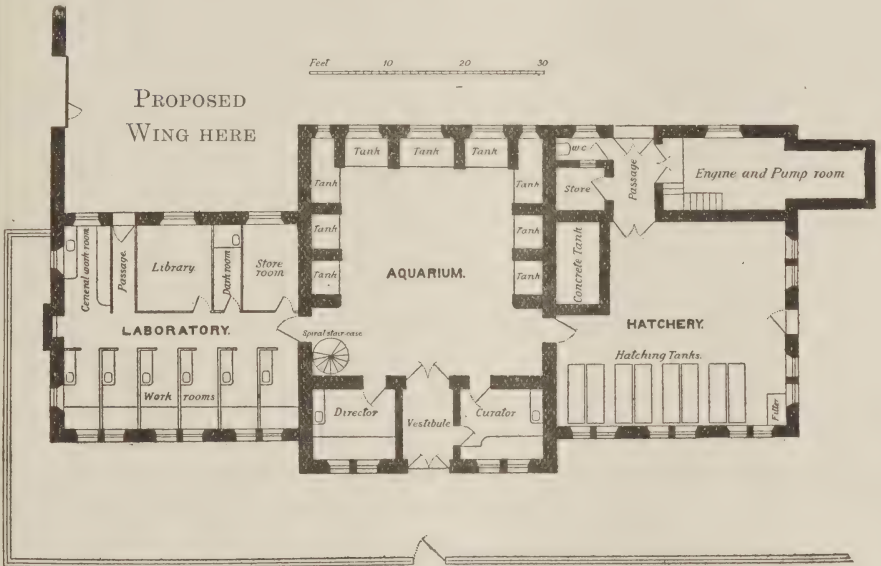 Feet 10 20 30
PROPOSED
WING HERE
Tank Tank Tank
W C
Tank
Tank
Passage
Engine and Pump room
Store
General work room
Passage
Library
Dark room
Store
room
Tank
Tank
Concrete Tank
AQUARIUM.
Tank
Tank
LABORATORY.
Spiral stair-case
HATCHERY.
Hatching Tanks.
Work rooms
Director
Vestibule
Curator
Filter